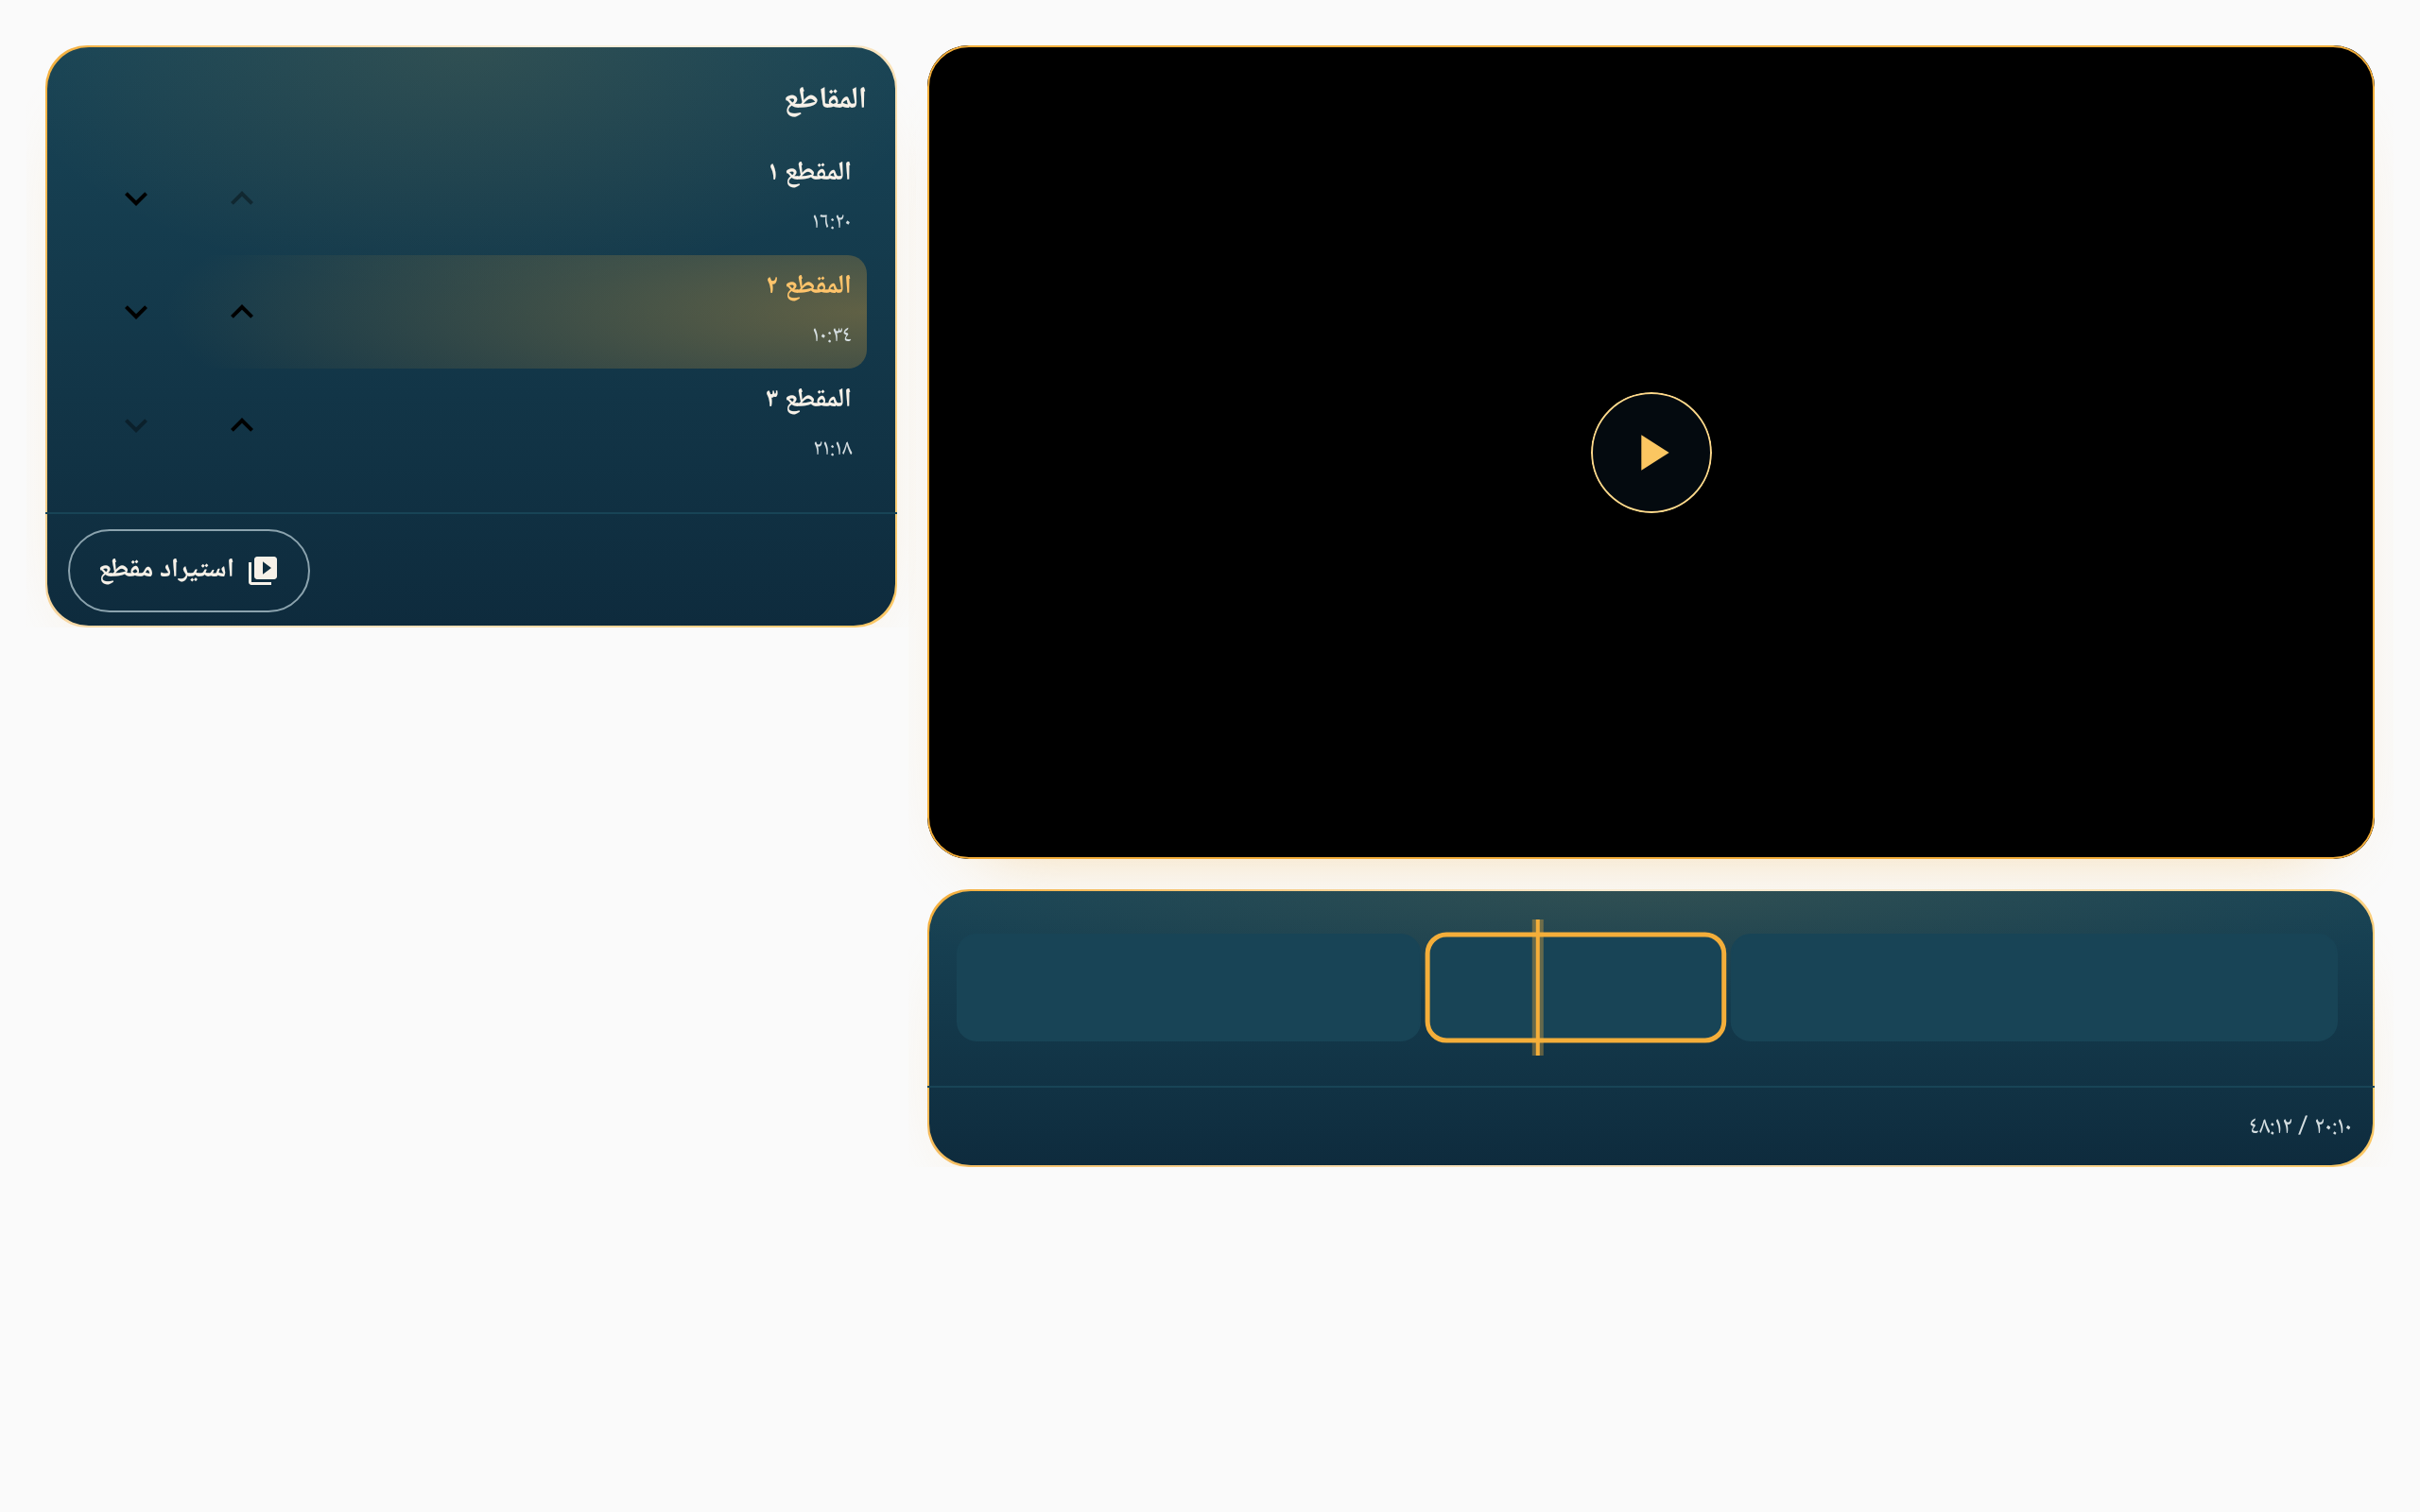 المقاطع
المقطع ١
١٦:٢٠
المقطع ٢
١٠:٣٤
المقطع ٣
٢١:١٨
استيراد مقطع
٢٠:١٠ / ٤٨:١٢